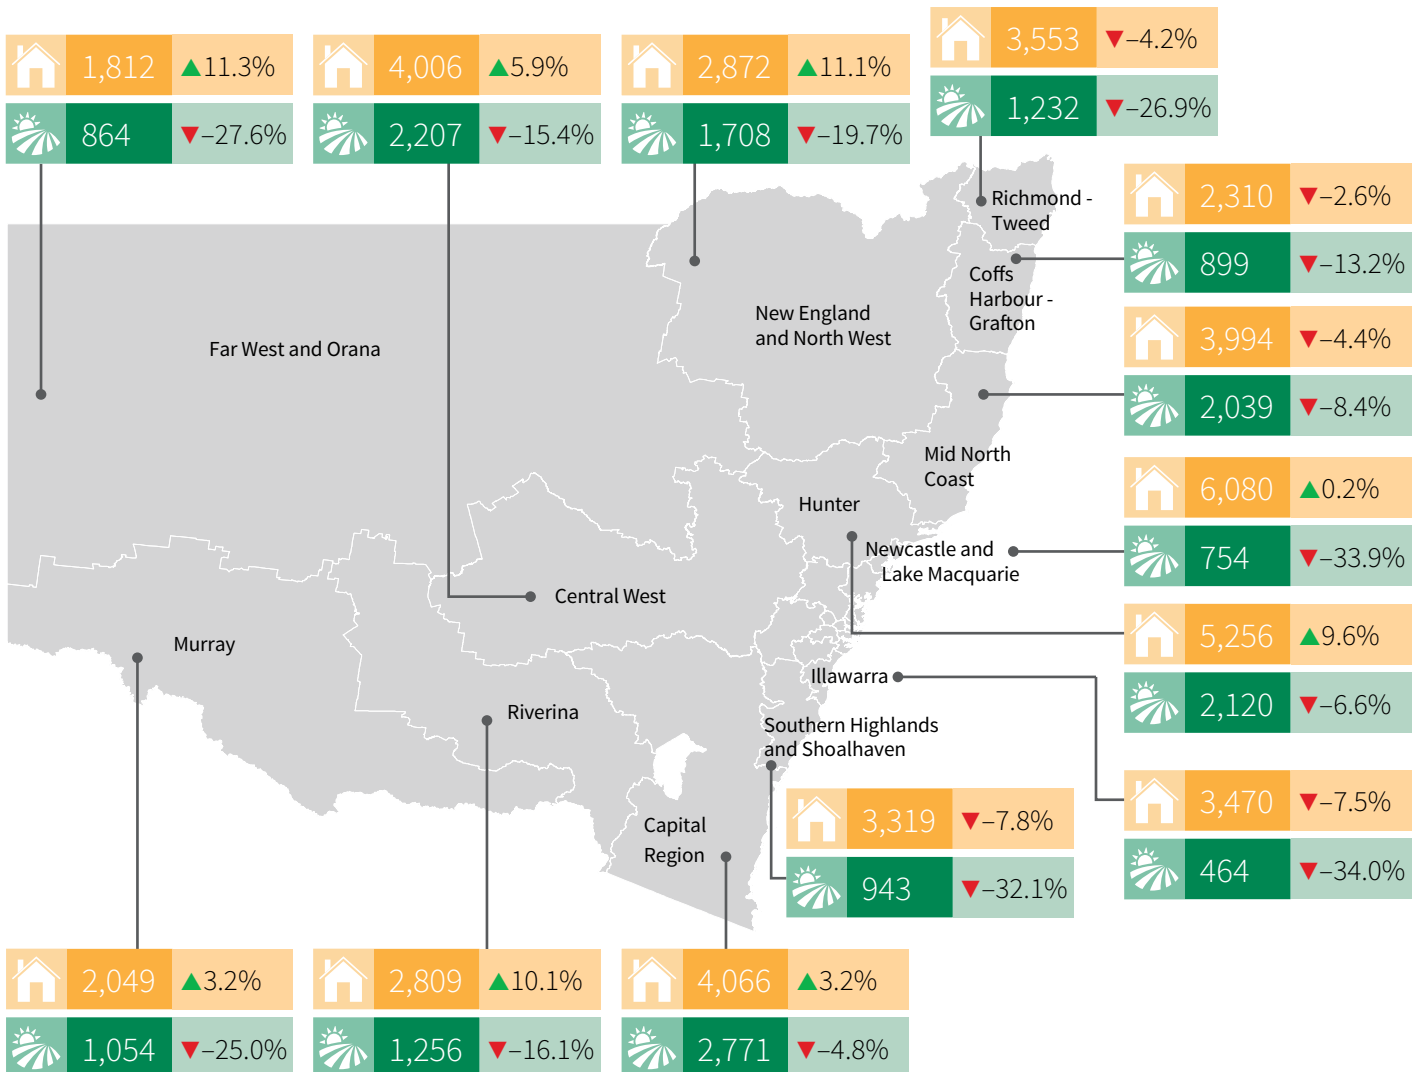 1,812 ▲11.3%
864 ▼–27.6%
4,006 ▲5.9%
2,207 ▼–15.4%
2,872 ▲11.1%
1,708 ▼–19.7%
3,553 ▼–4.2%
1,232 ▼–26.9%
Richmond -
Tweed
2,310 ▼–2.6%
899 ▼–13.2%
Coffs
Harbour -
Grafton
New England
and North West
Far West and Orana
3,994 ▼–4.4%
2,039 ▼–8.4%
Mid North
Coast
Hunter
6,080 ▲0.2%
754 ▼–33.9%
Newcastle and
Lake Macquarie
Central West
5,256 ▲9.6%
2,120 ▼–6.6%
Murray
Illawarra
Riverina
Southern Highlands
and Shoalhaven
3,470 ▼–7.5%
464 ▼–34.0%
3,319 ▼–7.8%
943 ▼–32.1%
Capital
Region
2,049 ▲3.2%
1,054 ▼–25.0%
2,809 ▲10.1%
1,256 ▼–16.1%
4,066 ▲3.2%
2,771 ▼–4.8%